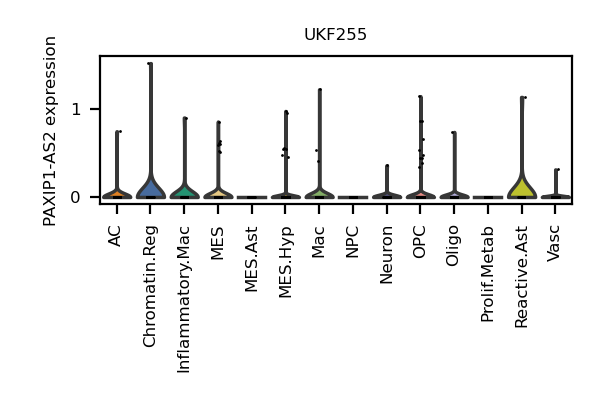 UKF255
PAXIP1-AS2 expression
1
0
AC
Chromatin.Reg
Inflammatory.Mac
MES
MES.Ast
MES.Hyp
Mac
NPC
Neuron
OPC
Oligo
Prolif.Metab
Reactive.Ast
Vasc